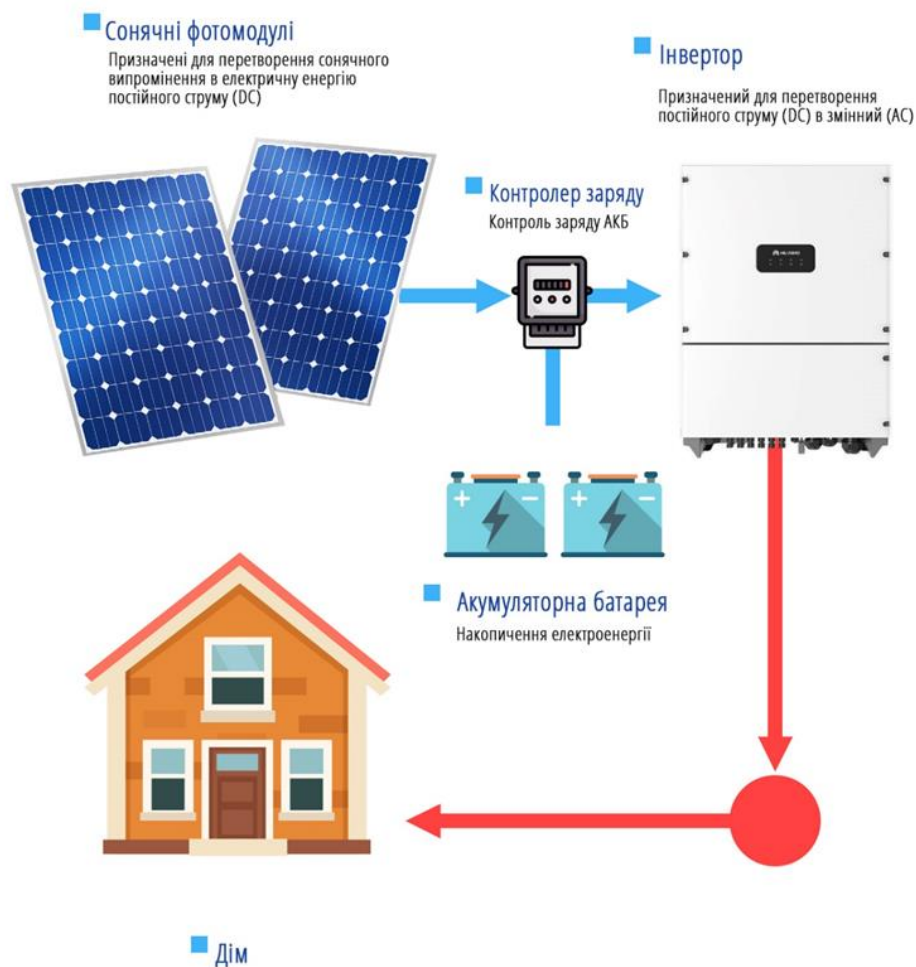 Сонячні фотомодулі
Призначені для перетворення сонячного
випромінення в електричну енергію
постійного струму (DC)
Інвертор
Призначений для перетворення
постійного струму (DC) в змінний (AC)
Контролер заряду
Контроль заряду АКБ
+ − + −
Акумуляторна батарея
Накопичення електроенергії
Дім